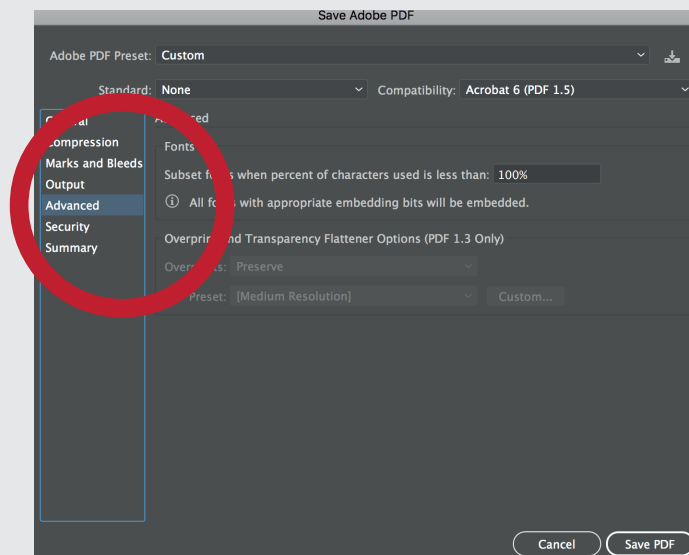 Save Adobe PDF
Adobe PDF Preset: Custom
Standard: None Compatibility: Acrobat 6 (PDF 1.5)
Compression
Marks and Bleeds
Output
Advanced
Security
Summary
Fonts
Subset when percent of characters used is less than: 100%
All with appropriate embedding bits will be embedded.
Transparency Flattener Options (PDF 1.3 Only)
Preserve
Preset: [Medium Resolution] Custom...
Cancel Save PDF